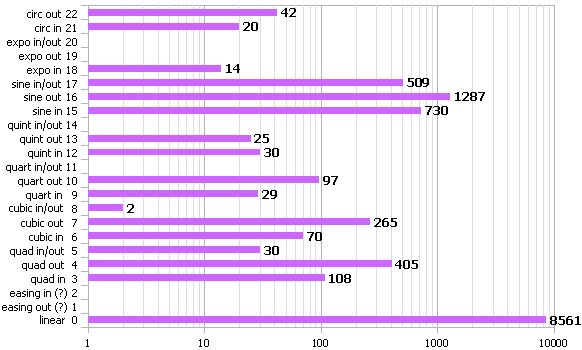 circ out 22 42
circ in 21 20
expo in/out 20
expo out 19
expo in 18 14
sine in/out 17 509
sine out 16 1287
sine in 15 730
quint in/out 14
quint out 13 25
quint in 12 30
quart in/out 11
quart out 10 97
quart in 9 29
cubic in/out 8 2
cubic out 7 265
cubic in 6 70
quad in/out 5 30
quad out 4 405
quad in 3 108
easing in (?) 2
easing out (?) 1
linear 0 8561
1 10 100 1000 10000